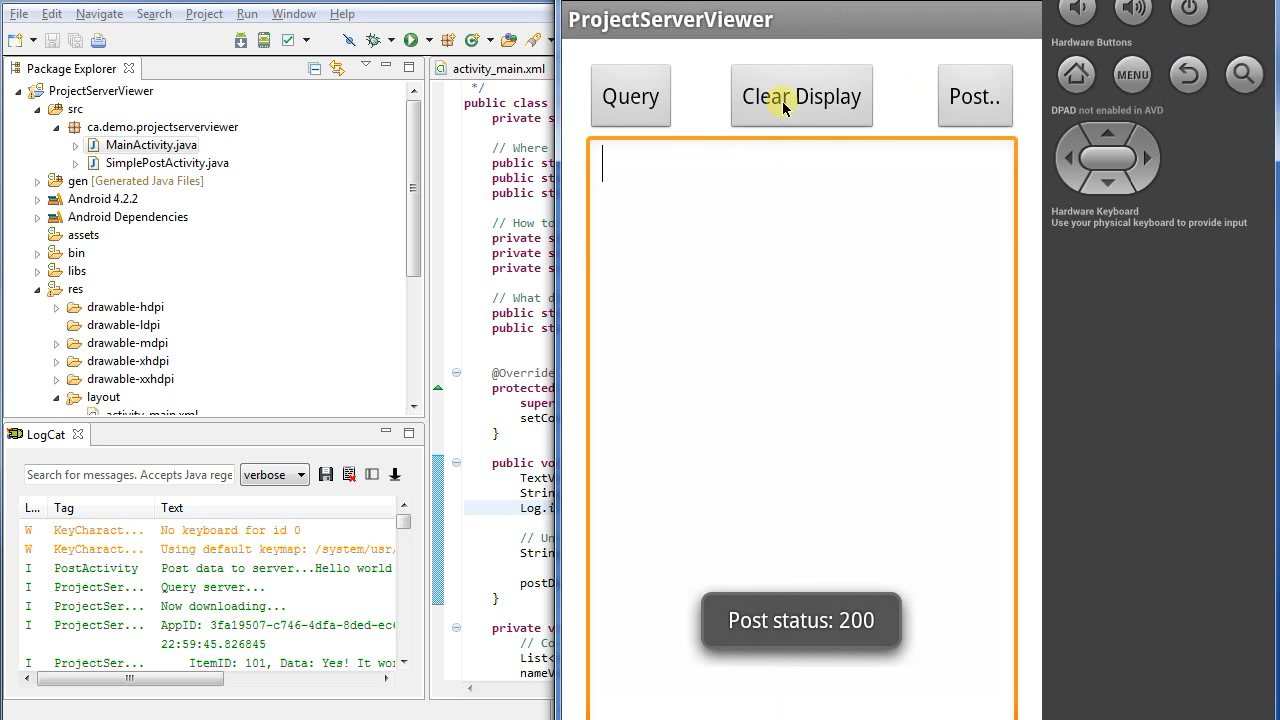 File Edit Navigate Search Project Run Window Help
Package Explorer
ProjectServerViewer
src
ca.demo.projectserverviewer
MainActivity.java
SimplePostActivity.java
gen [Generated Java Files]
Android 4.2.2
Android Dependencies
assets
bin
libs
res
drawable-hdpi
drawable-ldpi
drawable-mdpi
drawable-xhdpi
drawable-xxhdpi
layout
activity_main.xml
LogCat
Search for messages. Accepts Java rege
verbose
L... Tag Text
W KeyCharact... No keyboard for id 0
W KeyCharact... Using default keymap: /system/usr/
I PostActivity Post data to server...Hello world
I ProjectSer... Query server...
I ProjectSer... Now downloading...
I ProjectSer... AppID: 3fa19507-c746-4dfa-8ded-ec
22:59:45.826845
I ProjectSer... ItemID: 101, Data: Yes! It wo
activity_main.xml
*/
public class
private s
// Where
public st
public st
public st
// How to
private s
private s
private s
// What d
public st
public st
@Override
protected
super
setCo
}
public vo
TextV
Strin
Log.i
// Un
Strin
postD
}
private v
// Co
List<
nameV
ProjectServerViewer
Query Clear Display Post..
Post status: 200
Hardware Buttons
MENU
DPAD not enabled in AVD
Hardware Keyboard
Use your physical keyboard to provide input